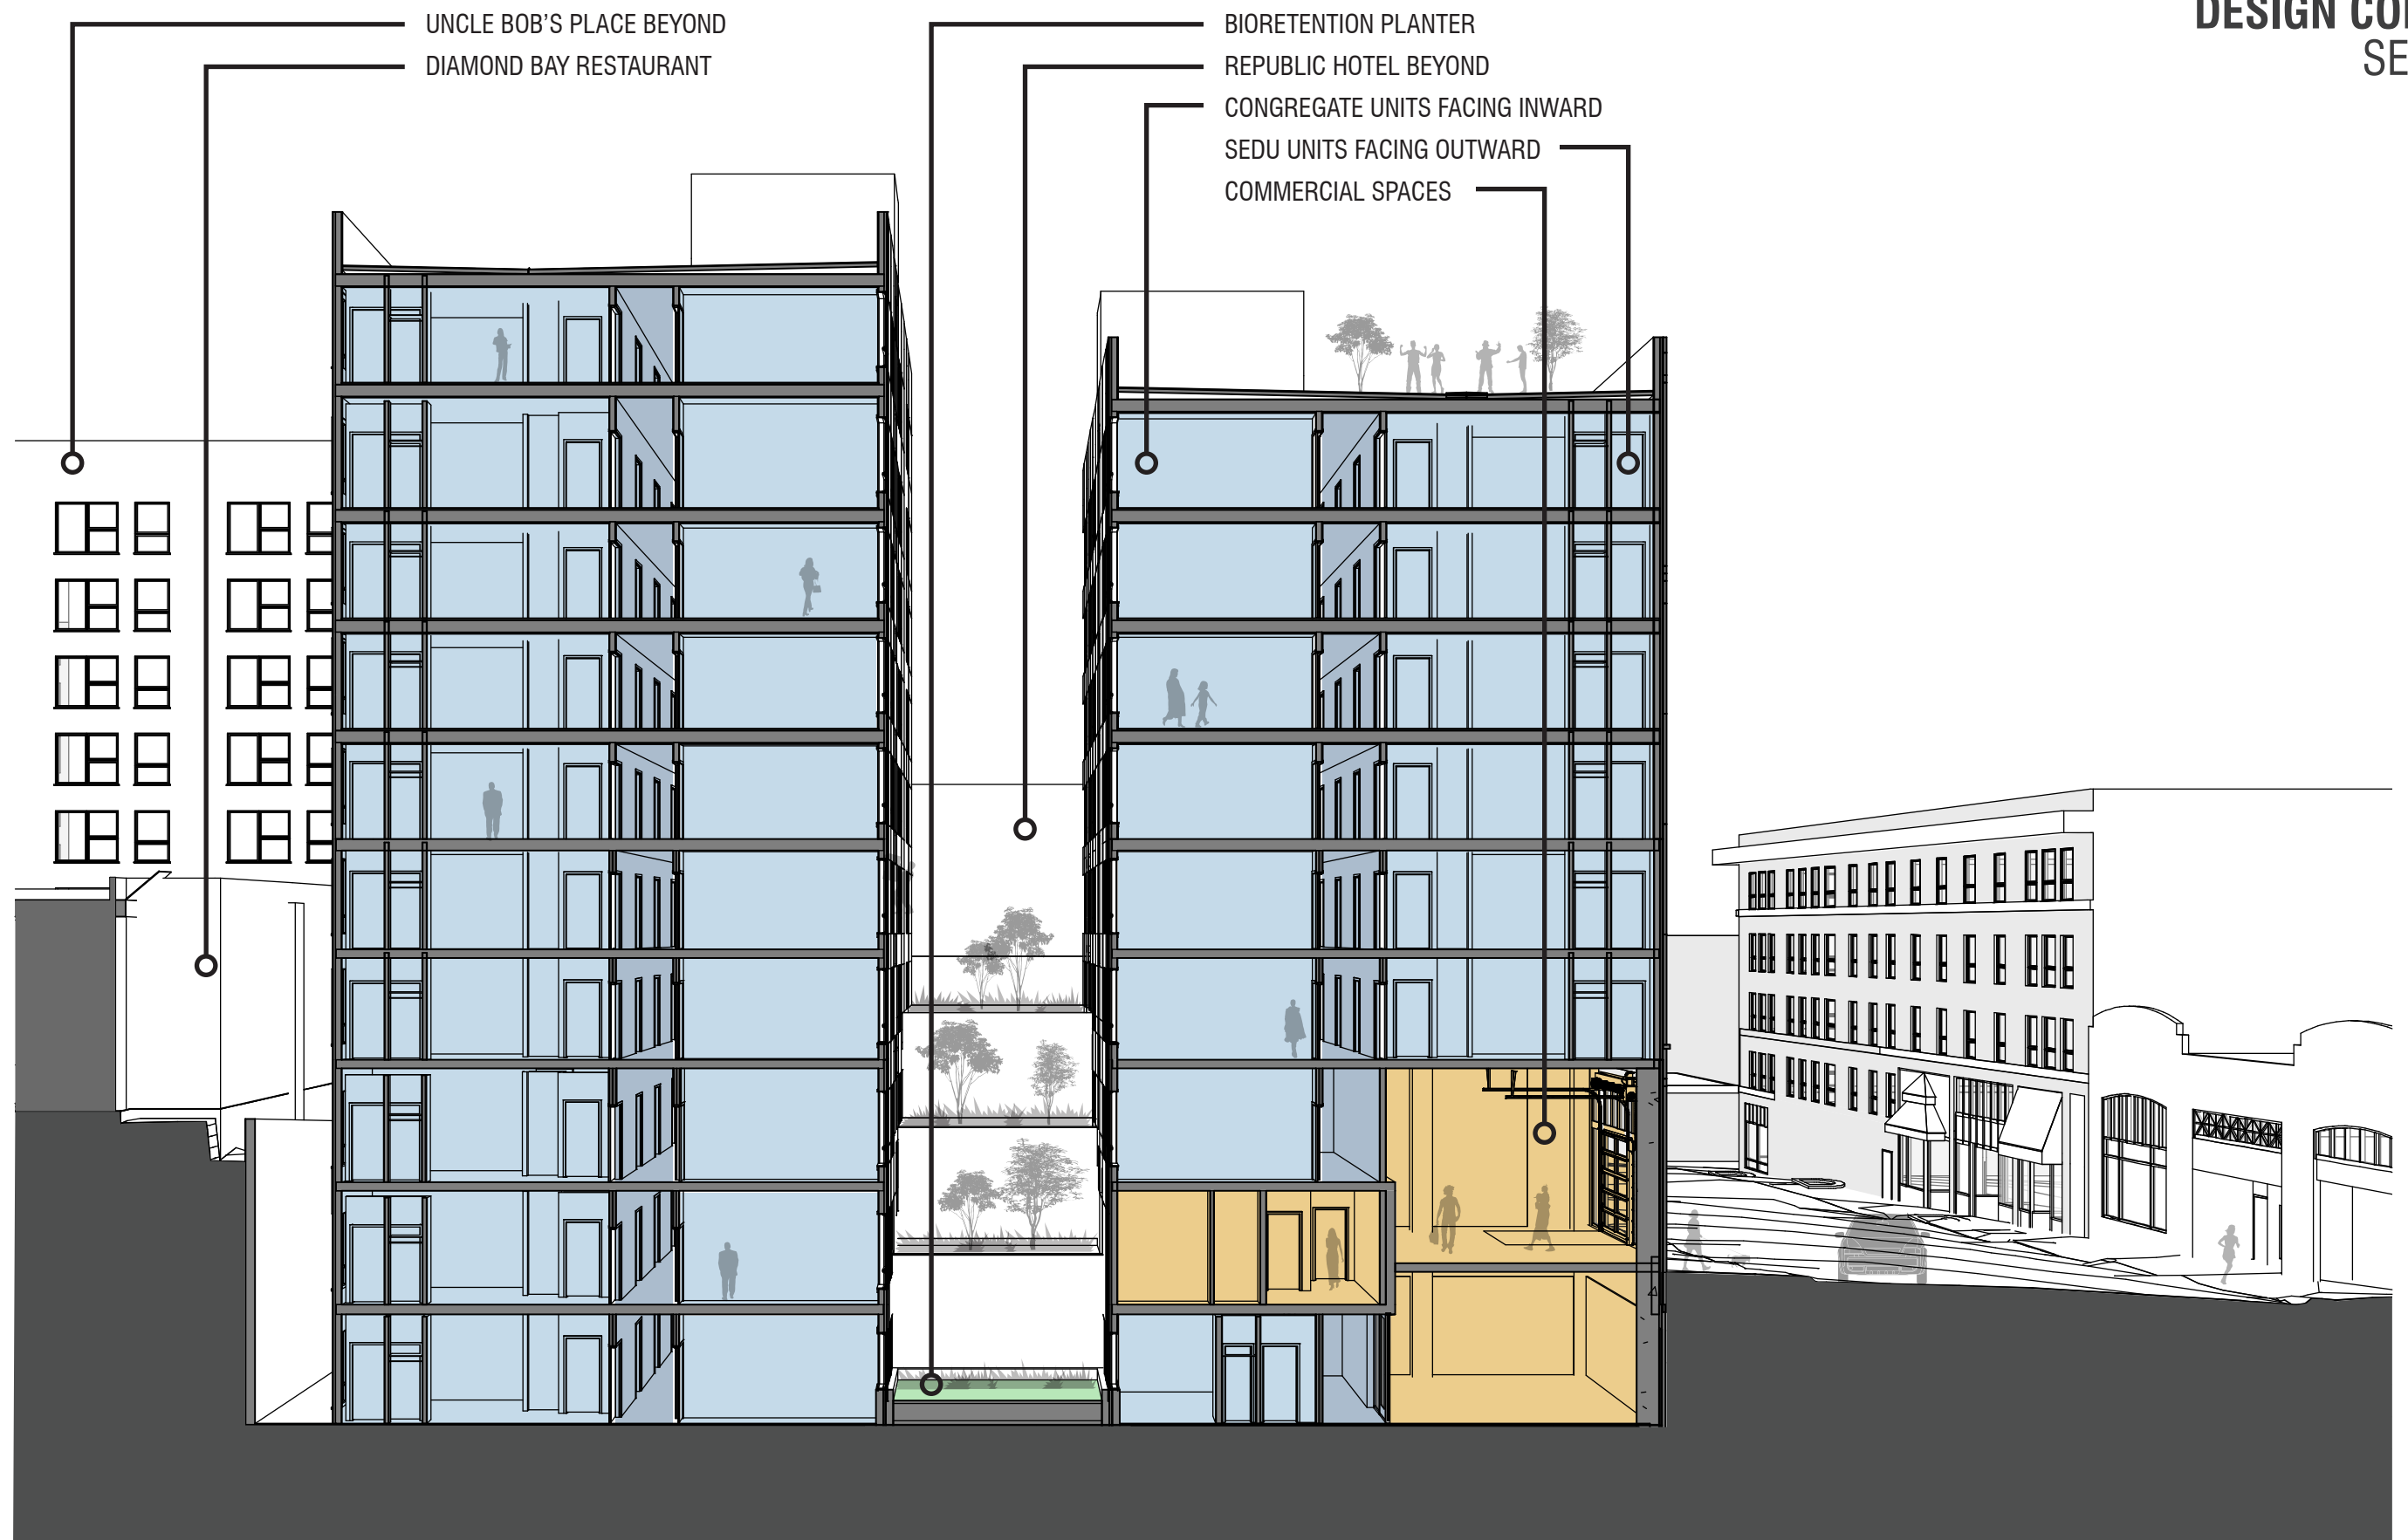 UNCLE BOB’S PLACE BEYOND
DIAMOND BAY RESTAURANT
BIORETENTION PLANTER
REPUBLIC HOTEL BEYOND
CONGREGATE UNITS FACING INWARD
SEDU UNITS FACING OUTWARD
COMMERCIAL SPACES
DESIGN